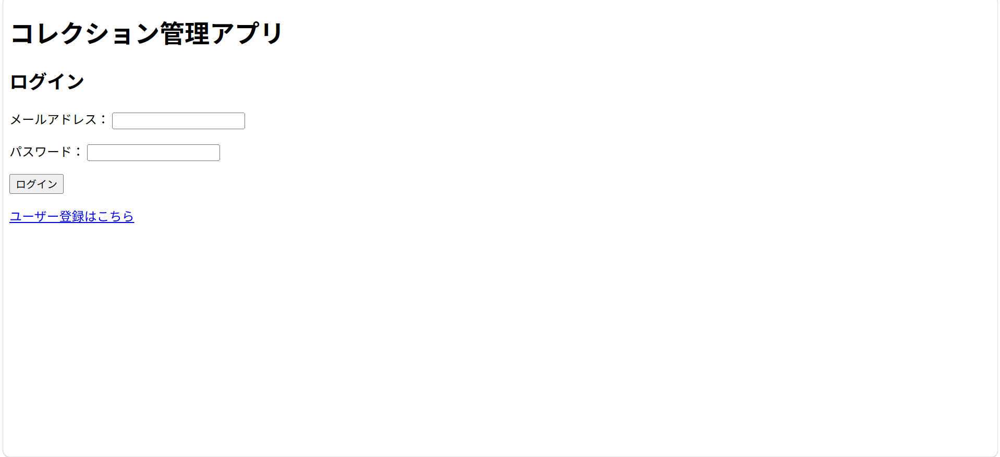 コレクション管理アプリ
ログイン
メールアドレス：
パスワード：
ログイン
ユーザー登録はこちら